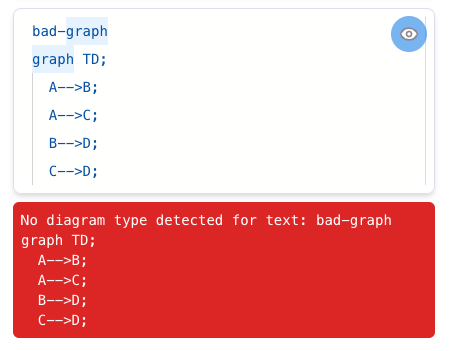 bad-graph
graph TD;
  A-->B;
  A-->C;
  B-->D;
  C-->D;
No diagram type detected for text: bad-graph
graph TD;
  A-->B;
  A-->C;
  B-->D;
  C-->D;